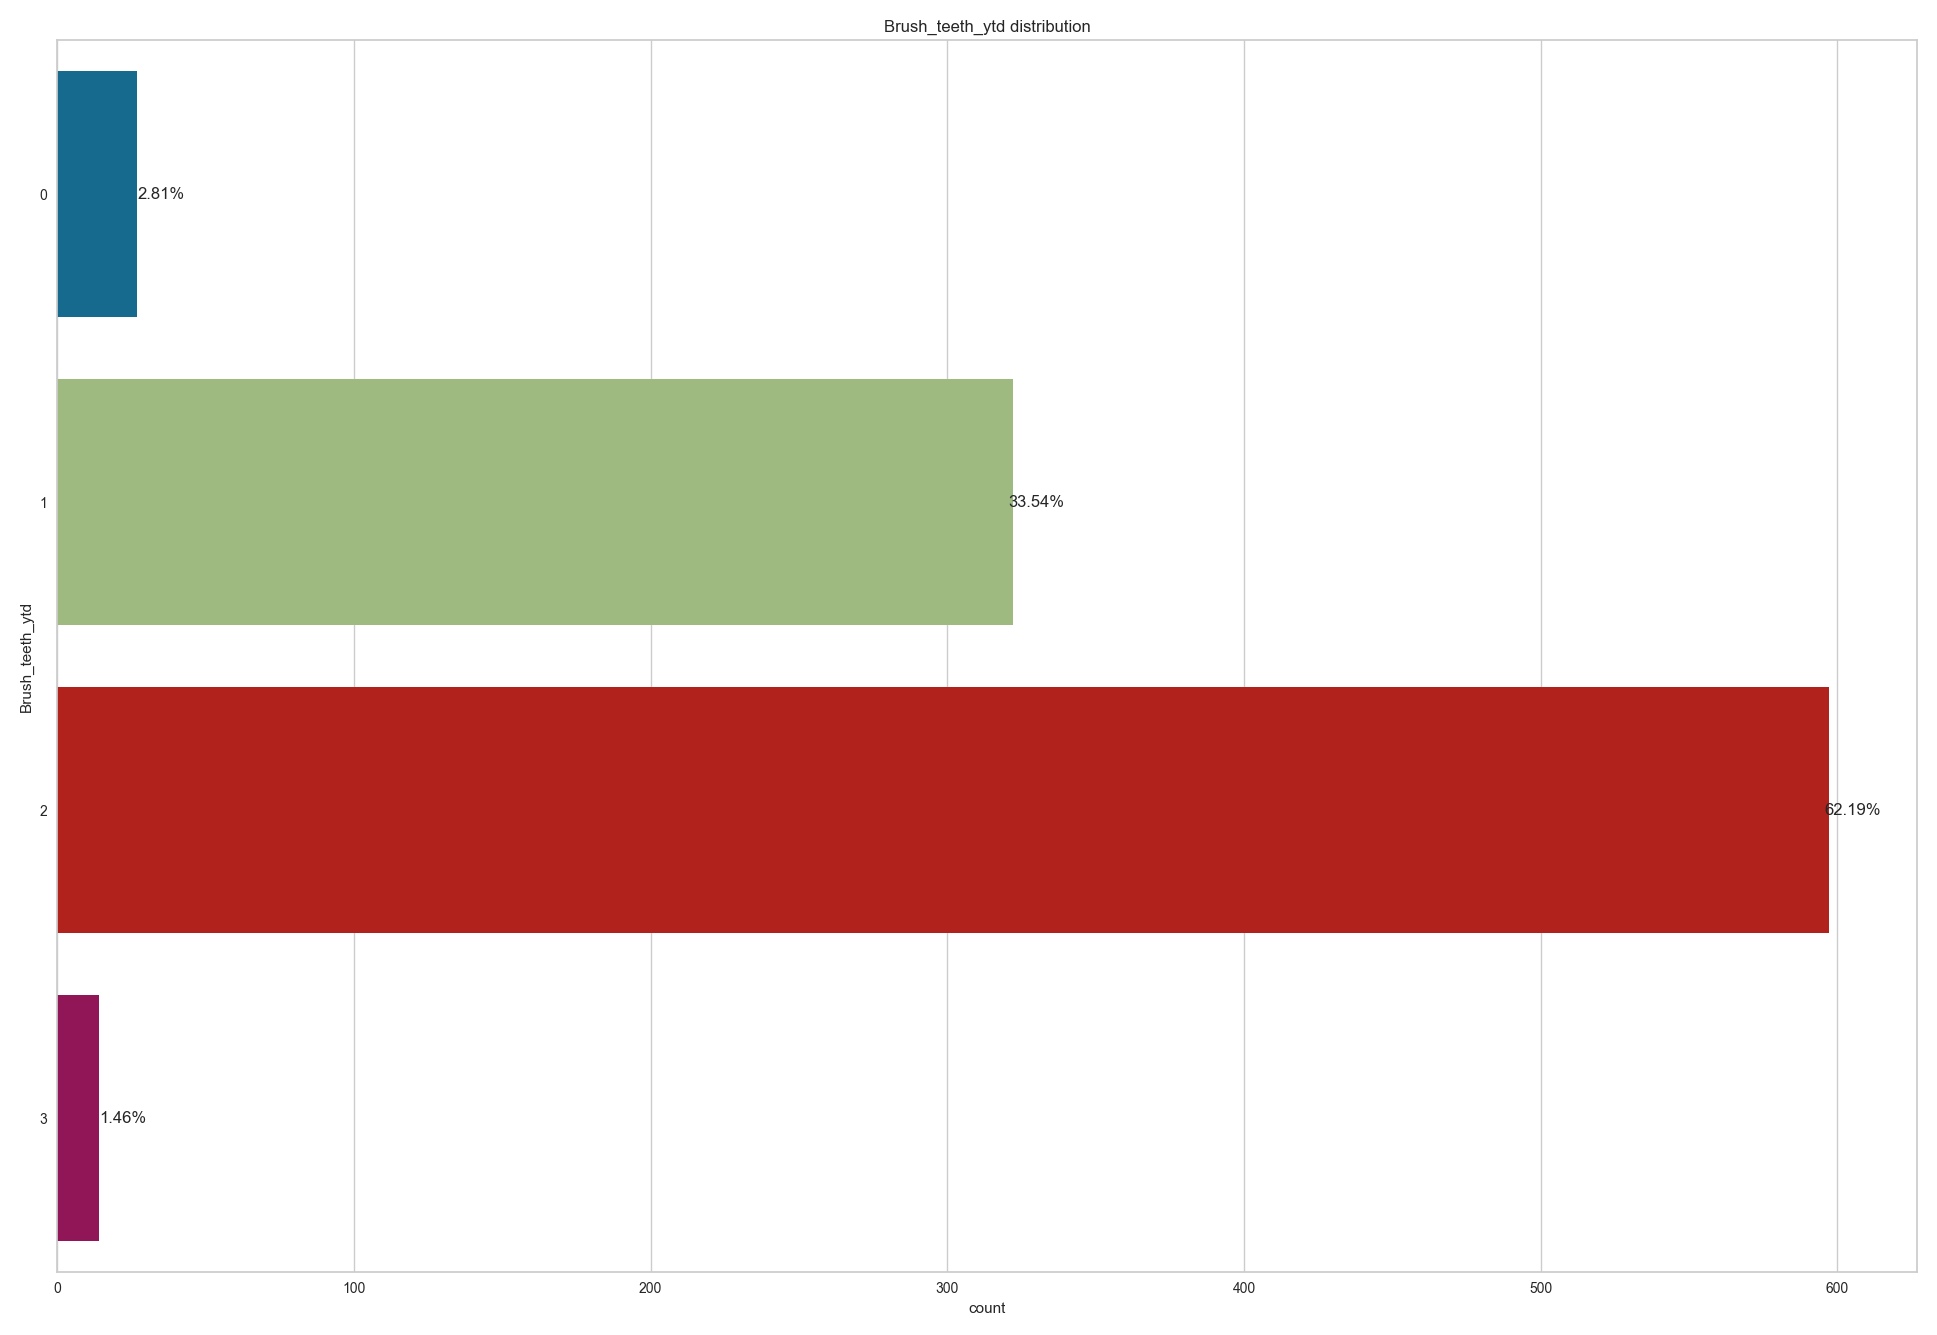 Brush_teeth_ytd distribution
0
2.81%
1
33.54%
Brush_teeth_ytd
2
62.19%
3
1.46%
0 100 200 300 400 500 600
count